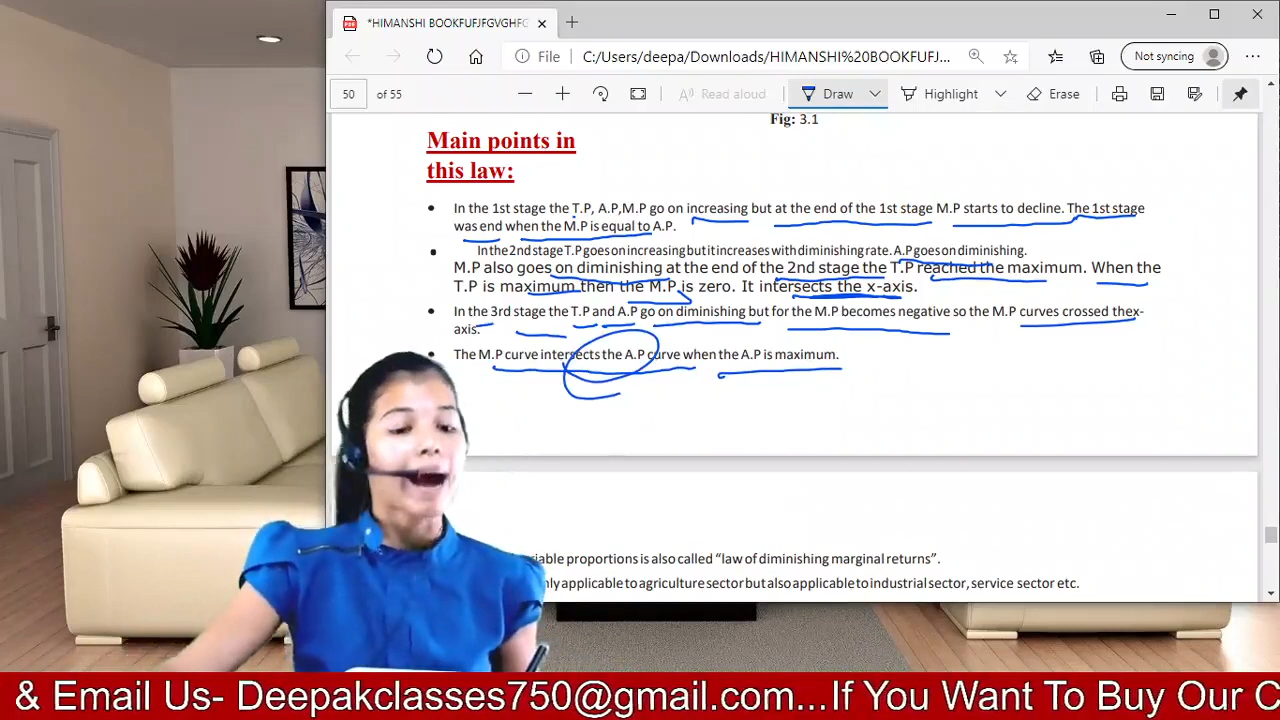 *HIMANSHI BOOKFUFJFGVGHFG
File C:/Users/deepa/Downloads/HIMANSHI%20BOOKFUFJ... Not syncing
50 of 55 Read aloud Draw Highlight Erase
Fig: 3.1
Main points in
this law:
• In the 1st stage the T.P, A.P,M.P go on increasing but at the end of the 1st stage M.P starts to decline. The 1st stage
was end when the M.P is equal to A.P.
• In the 2nd stage T.P goes on increasing but it increases with diminishing rate. A.P goes on diminishing.
M.P also goes on diminishing at the end of the 2nd stage the T.P reached the maximum. When the
T.P is maximum then the M.P is zero. It intersects the x-axis.
• In the 3rd stage the T.P and A.P go on diminishing but for the M.P becomes negative so the M.P curves crossed thex-
axis.
• The M.P curve intersects the A.P curve when the A.P is maximum.
proportions is also called “law of diminishing marginal returns”.
applicable to agriculture sector but also applicable to industrial sector, service sector etc.
& Email Us- Deepakclasses750@gmail.com...If You Want To Buy Our C